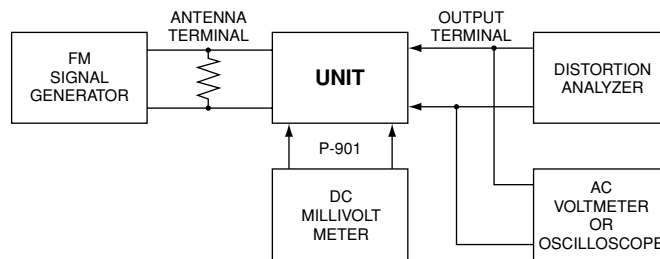 ANTENNA
TERMINAL
OUTPUT
TERMINAL
FM
SIGNAL
GENERATOR
UNIT
DISTORTION
ANALYZER
P-901
DC
MILLIVOLT
METER
AC
VOLTMETER
OR
OSCILLOSCOPE